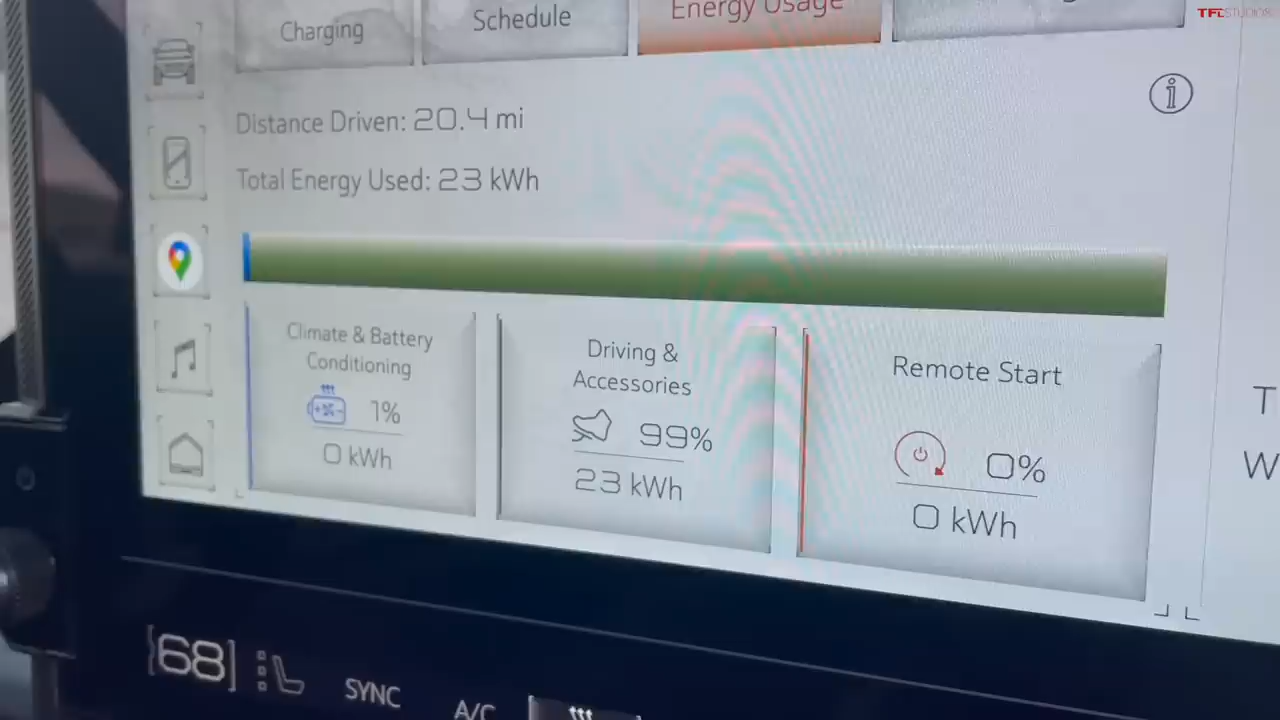 TFLSTUDIOS
Charging
Schedule
Energy Usage
Distance Driven: 20.4 mi
Total Energy Used: 23 kWh
Climate & Battery
Conditioning
1%
0 kWh
Driving &
Accessories
99%
23 kWh
Remote Start
0%
0 kWh
T
W
68
SYNC
A/C